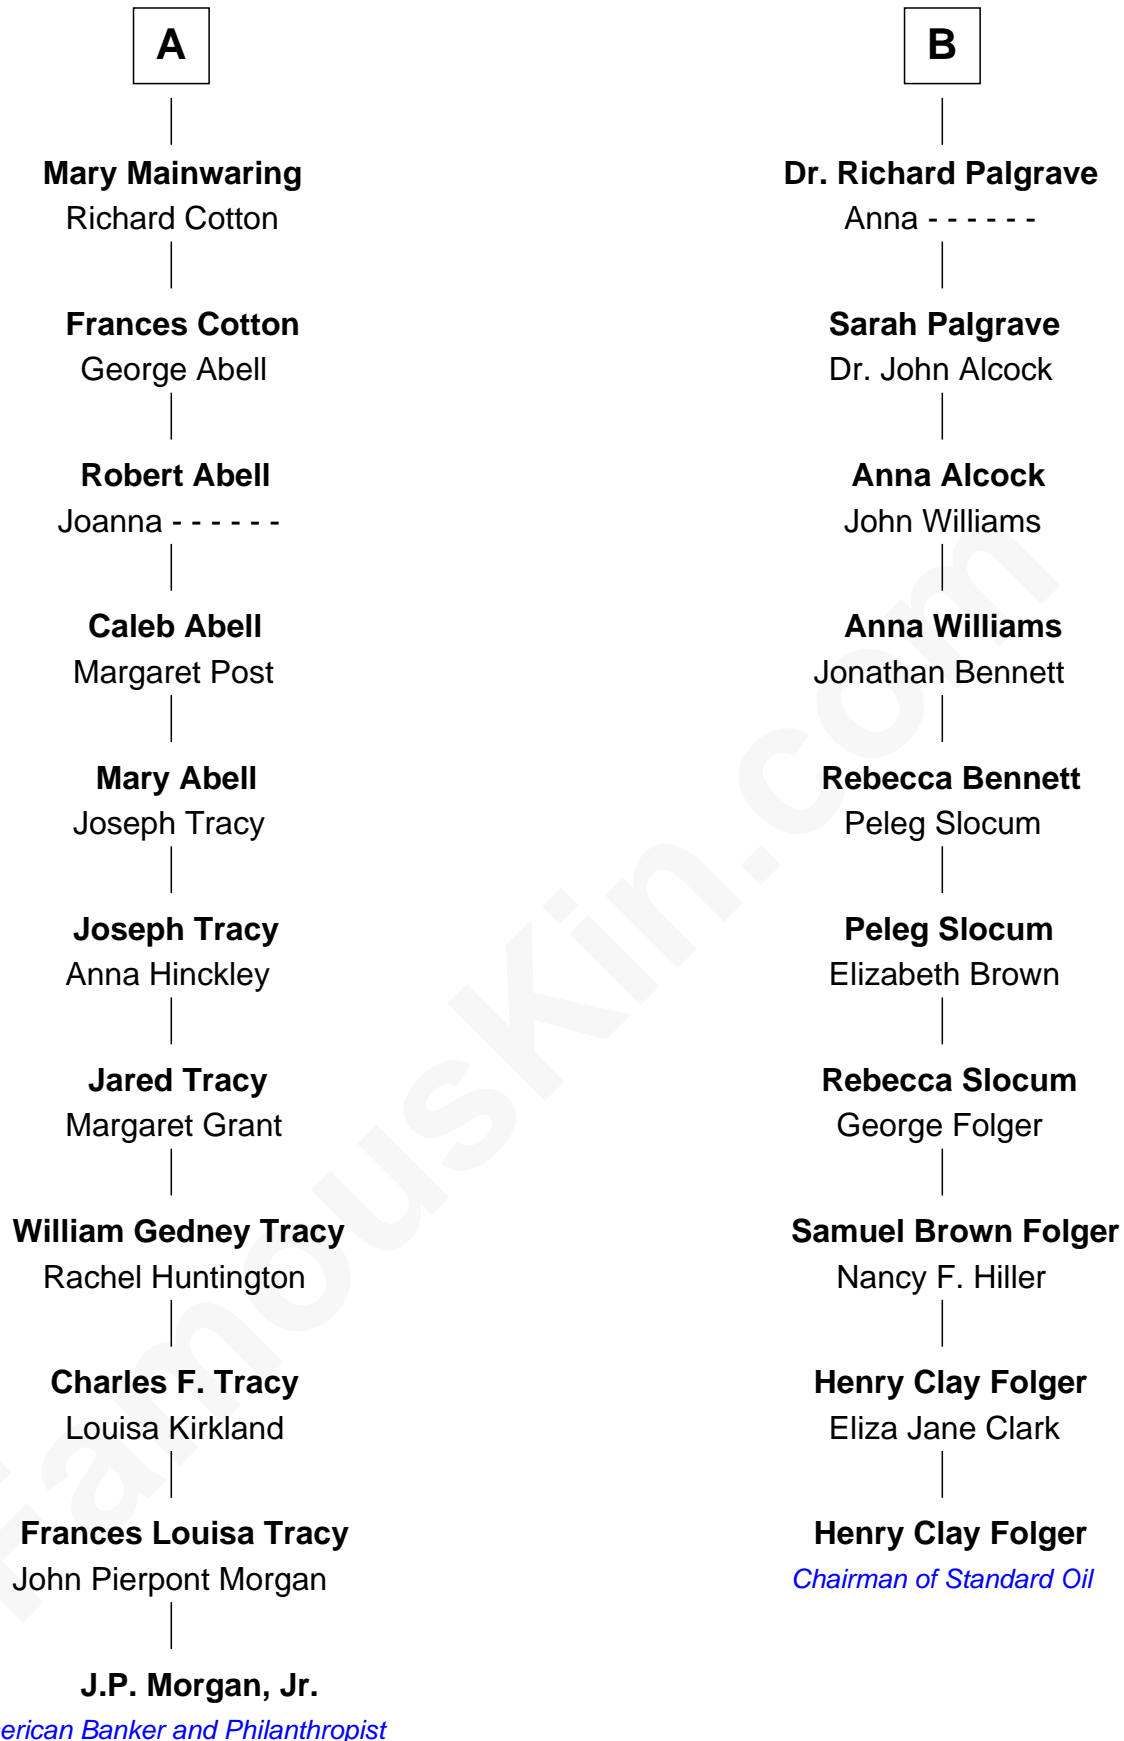 A
Mary Mainwaring
Richard Cotton
Frances Cotton
George Abell
Robert Abell
Joanna - - - - - -
Caleb Abell
Margaret Post
Mary Abell
Joseph Tracy
Joseph Tracy
Anna Hinckley
Jared Tracy
Margaret Grant
William Gedney Tracy
Rachel Huntington
Charles F. Tracy
Louisa Kirkland
Frances Louisa Tracy
John Pierpont Morgan
J.P. Morgan, Jr.
erican Banker and Philanthropist
B
Dr. Richard Palgrave
Anna - - - - - -
Sarah Palgrave
Dr. John Alcock
Anna Alcock
John Williams
Anna Williams
Jonathan Bennett
Rebecca Bennett
Peleg Slocum
Peleg Slocum
Elizabeth Brown
Rebecca Slocum
George Folger
Samuel Brown Folger
Nancy F. Hiller
Henry Clay Folger
Eliza Jane Clark
Henry Clay Folger
Chairman of Standard Oil
FamousKin.com